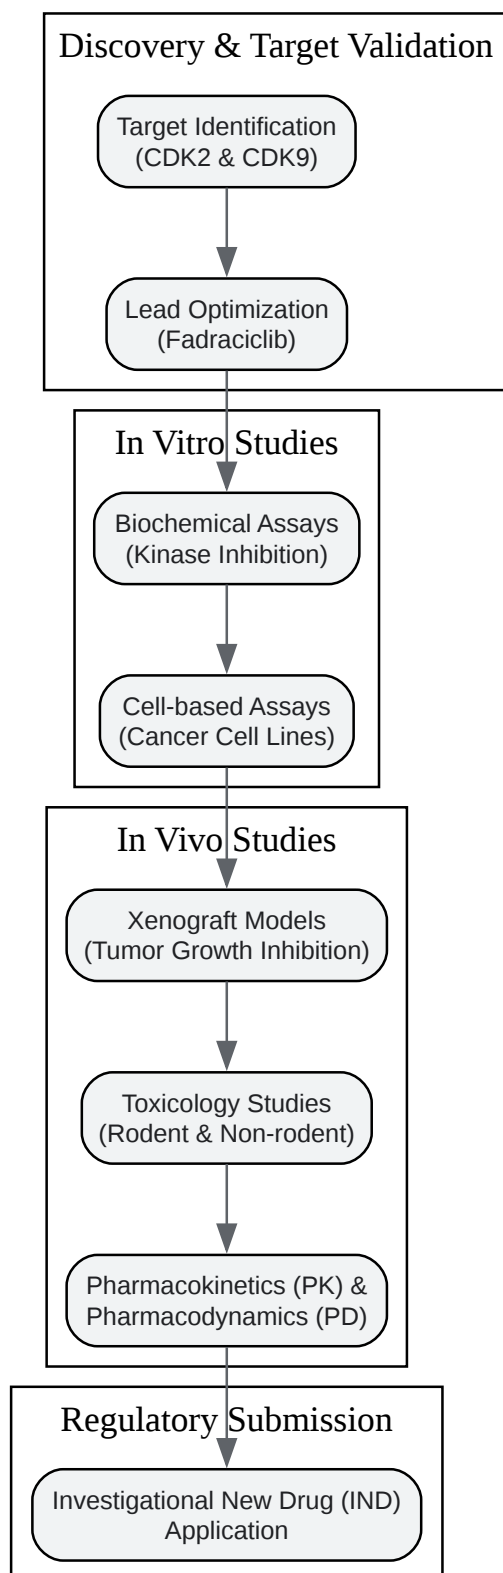 Discovery & Target Validation
Target Identification
(CDK2 & CDK9)
Lead Optimization
(Fadraciclib)
In Vitro Studies
Biochemical Assays
(Kinase Inhibition)
Cell-based Assays
(Cancer Cell Lines)
In Vivo Studies
Xenograft Models
(Tumor Growth Inhibition)
Toxicology Studies
(Rodent & Non-rodent)
Pharmacokinetics (PK) &
Pharmacodynamics (PD)
Regulatory Submission
Investigational New Drug (IND)
Application